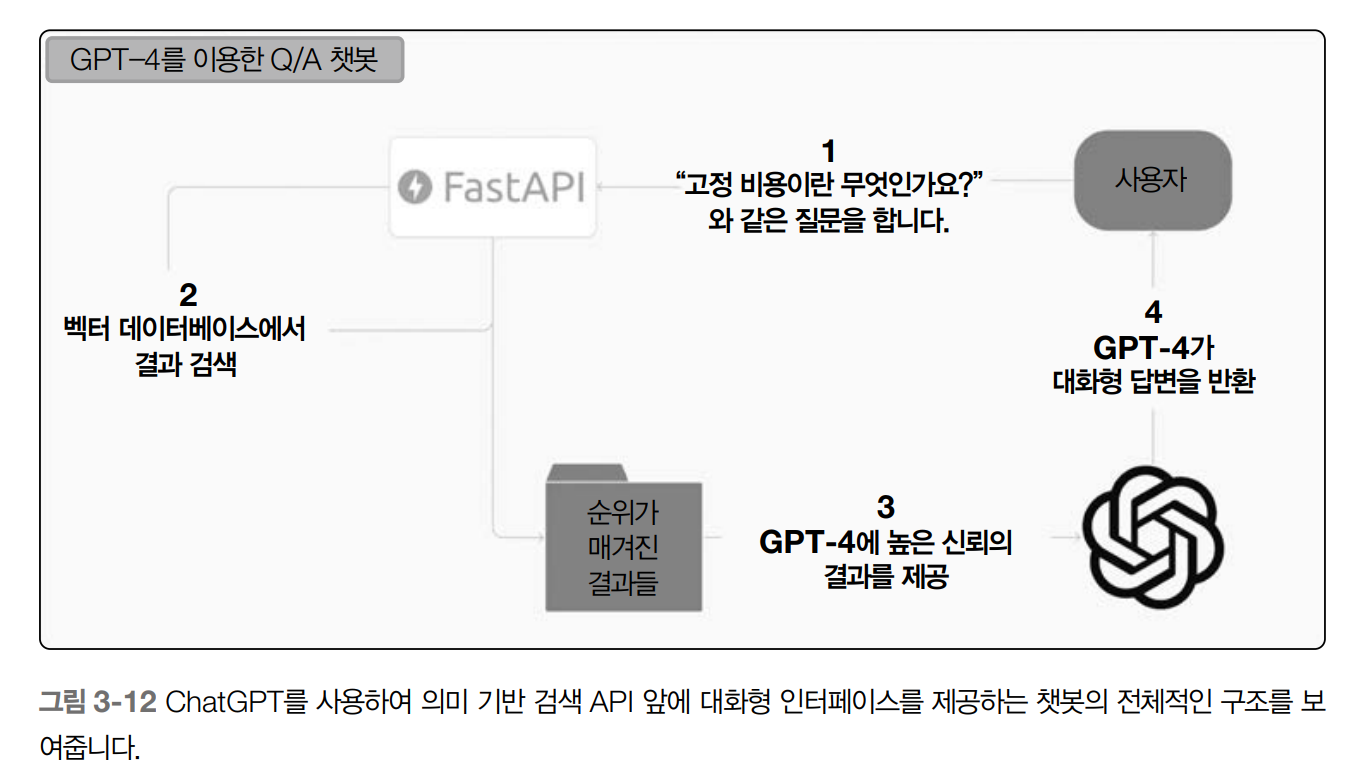 GPT-4를 이용한 Q/A 챗봇
FastAPI
1
“고정 비용이란 무엇인가요?”
와 같은 질문을 합니다.
사용자
2
벡터 데이터베이스에서
결과 검색
4
GPT-4가
대화형 답변을 반환
순위가
매겨진
결과들
3
GPT-4에 높은 신뢰의
결과를 제공
그림 3-12 ChatGPT를 사용하여 의미 기반 검색 API 앞에 대화형 인터페이스를 제공하는 챗봇의 전체적인 구조를 보
여줍니다.